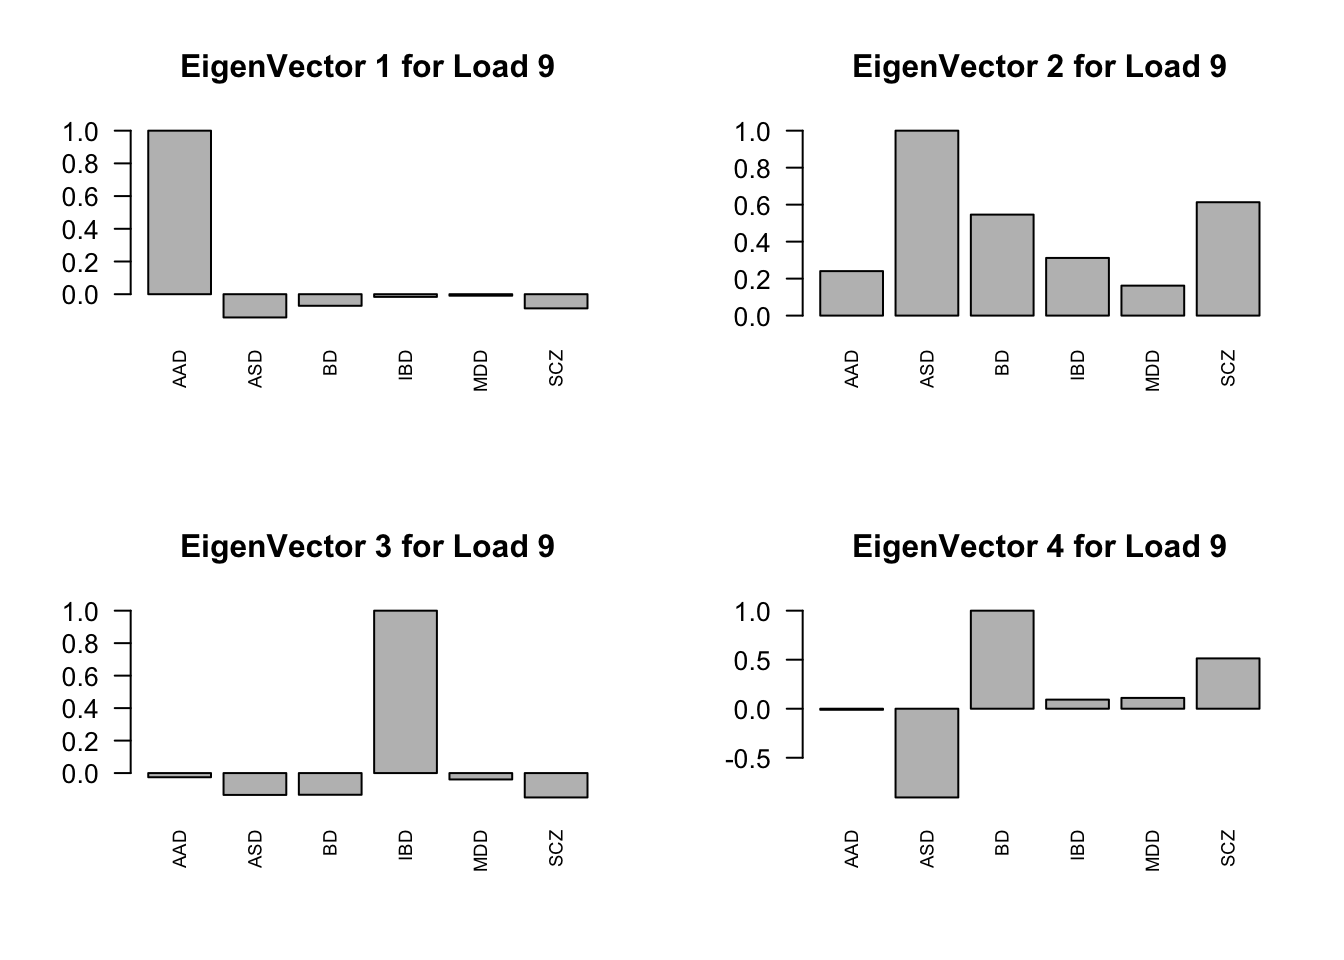 EigenVector 1 for Load 9
1.0
0.8
0.6
0.4
0.2
0.0
AAD
ASD
BD
IBD
MDD
SCZ
EigenVector 2 for Load 9
1.0
0.8
0.6
0.4
0.2
0.0
AAD
ASD
BD
IBD
MDD
SCZ
EigenVector 3 for Load 9
1.0
0.8
0.6
0.4
0.2
0.0
AAD
ASD
BD
IBD
MDD
SCZ
EigenVector 4 for Load 9
1.0
0.5
0.0
-0.5
AAD
ASD
BD
IBD
MDD
SCZ